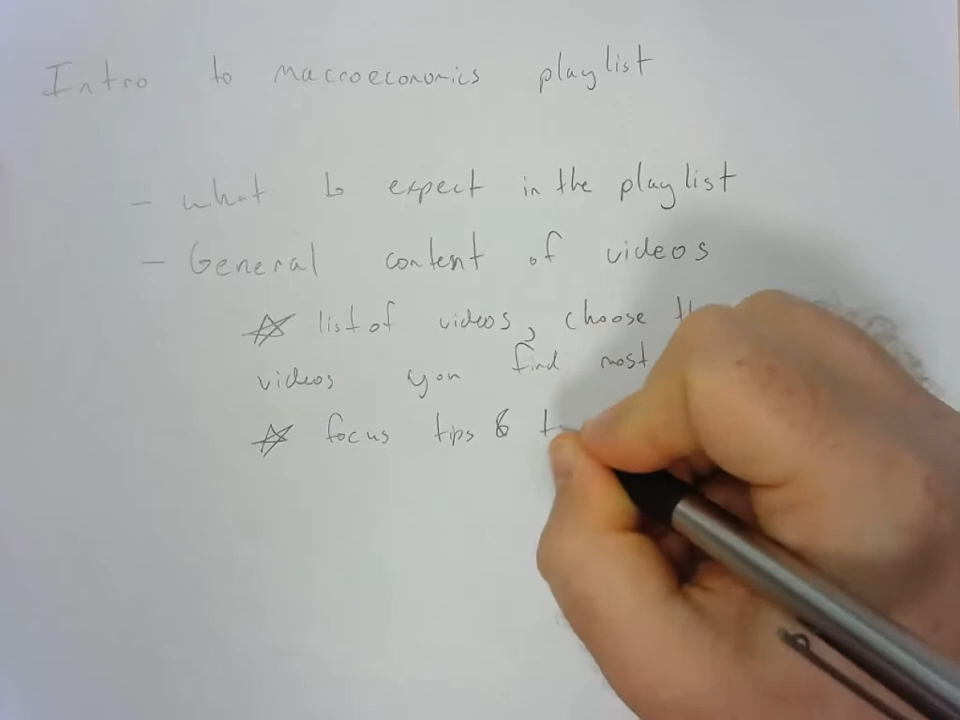 Intro to macroeconomics playlist
- what to expect in the playlist
- General content of videos
☆ list of videos, choose
videos you find most
☆ focus tips &